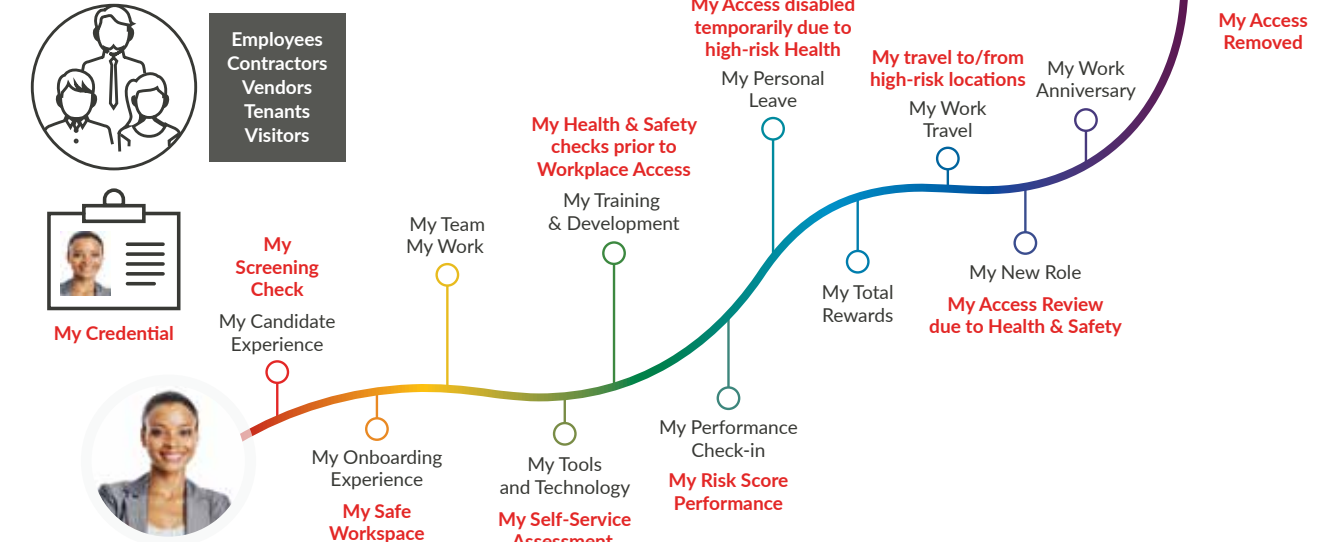 Employees
Contractors
Vendors
Tenants
Visitors
My Credential
My
Screening
Check
My Candidate
Experience
My Onboarding
Experience
My Safe
Workspace
My Team
My Work
My Tools
and Technology
My Self-Service
Assessment
My Health & Safety
checks prior to
Workplace Access
My Training
& Development
My Performance
Check-in
My Risk Score
Performance
My Access disabled
temporarily due to
high-risk Health
My Personal
Leave
My Total
Rewards
My travel to/from
high-risk locations
My Work
Travel
My New Role
My Access Review
due to Health & Safety
My Work
Anniversary
My Access
Removed